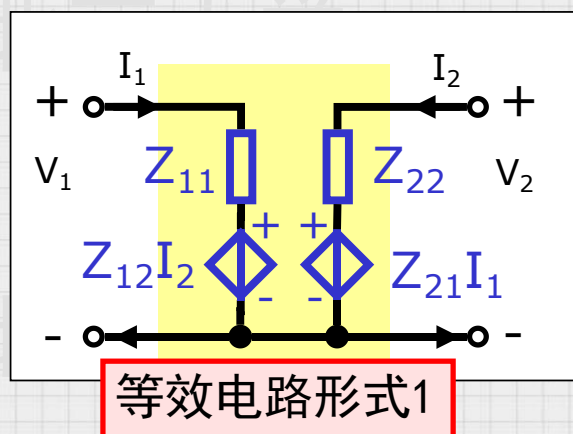 I₁ I₂
+ +
V₁ Z₁₁ Z₂₂ V₂
+ +
Z₁₂I₂ Z₂₁I₁
- -
- -
等效电路形式1